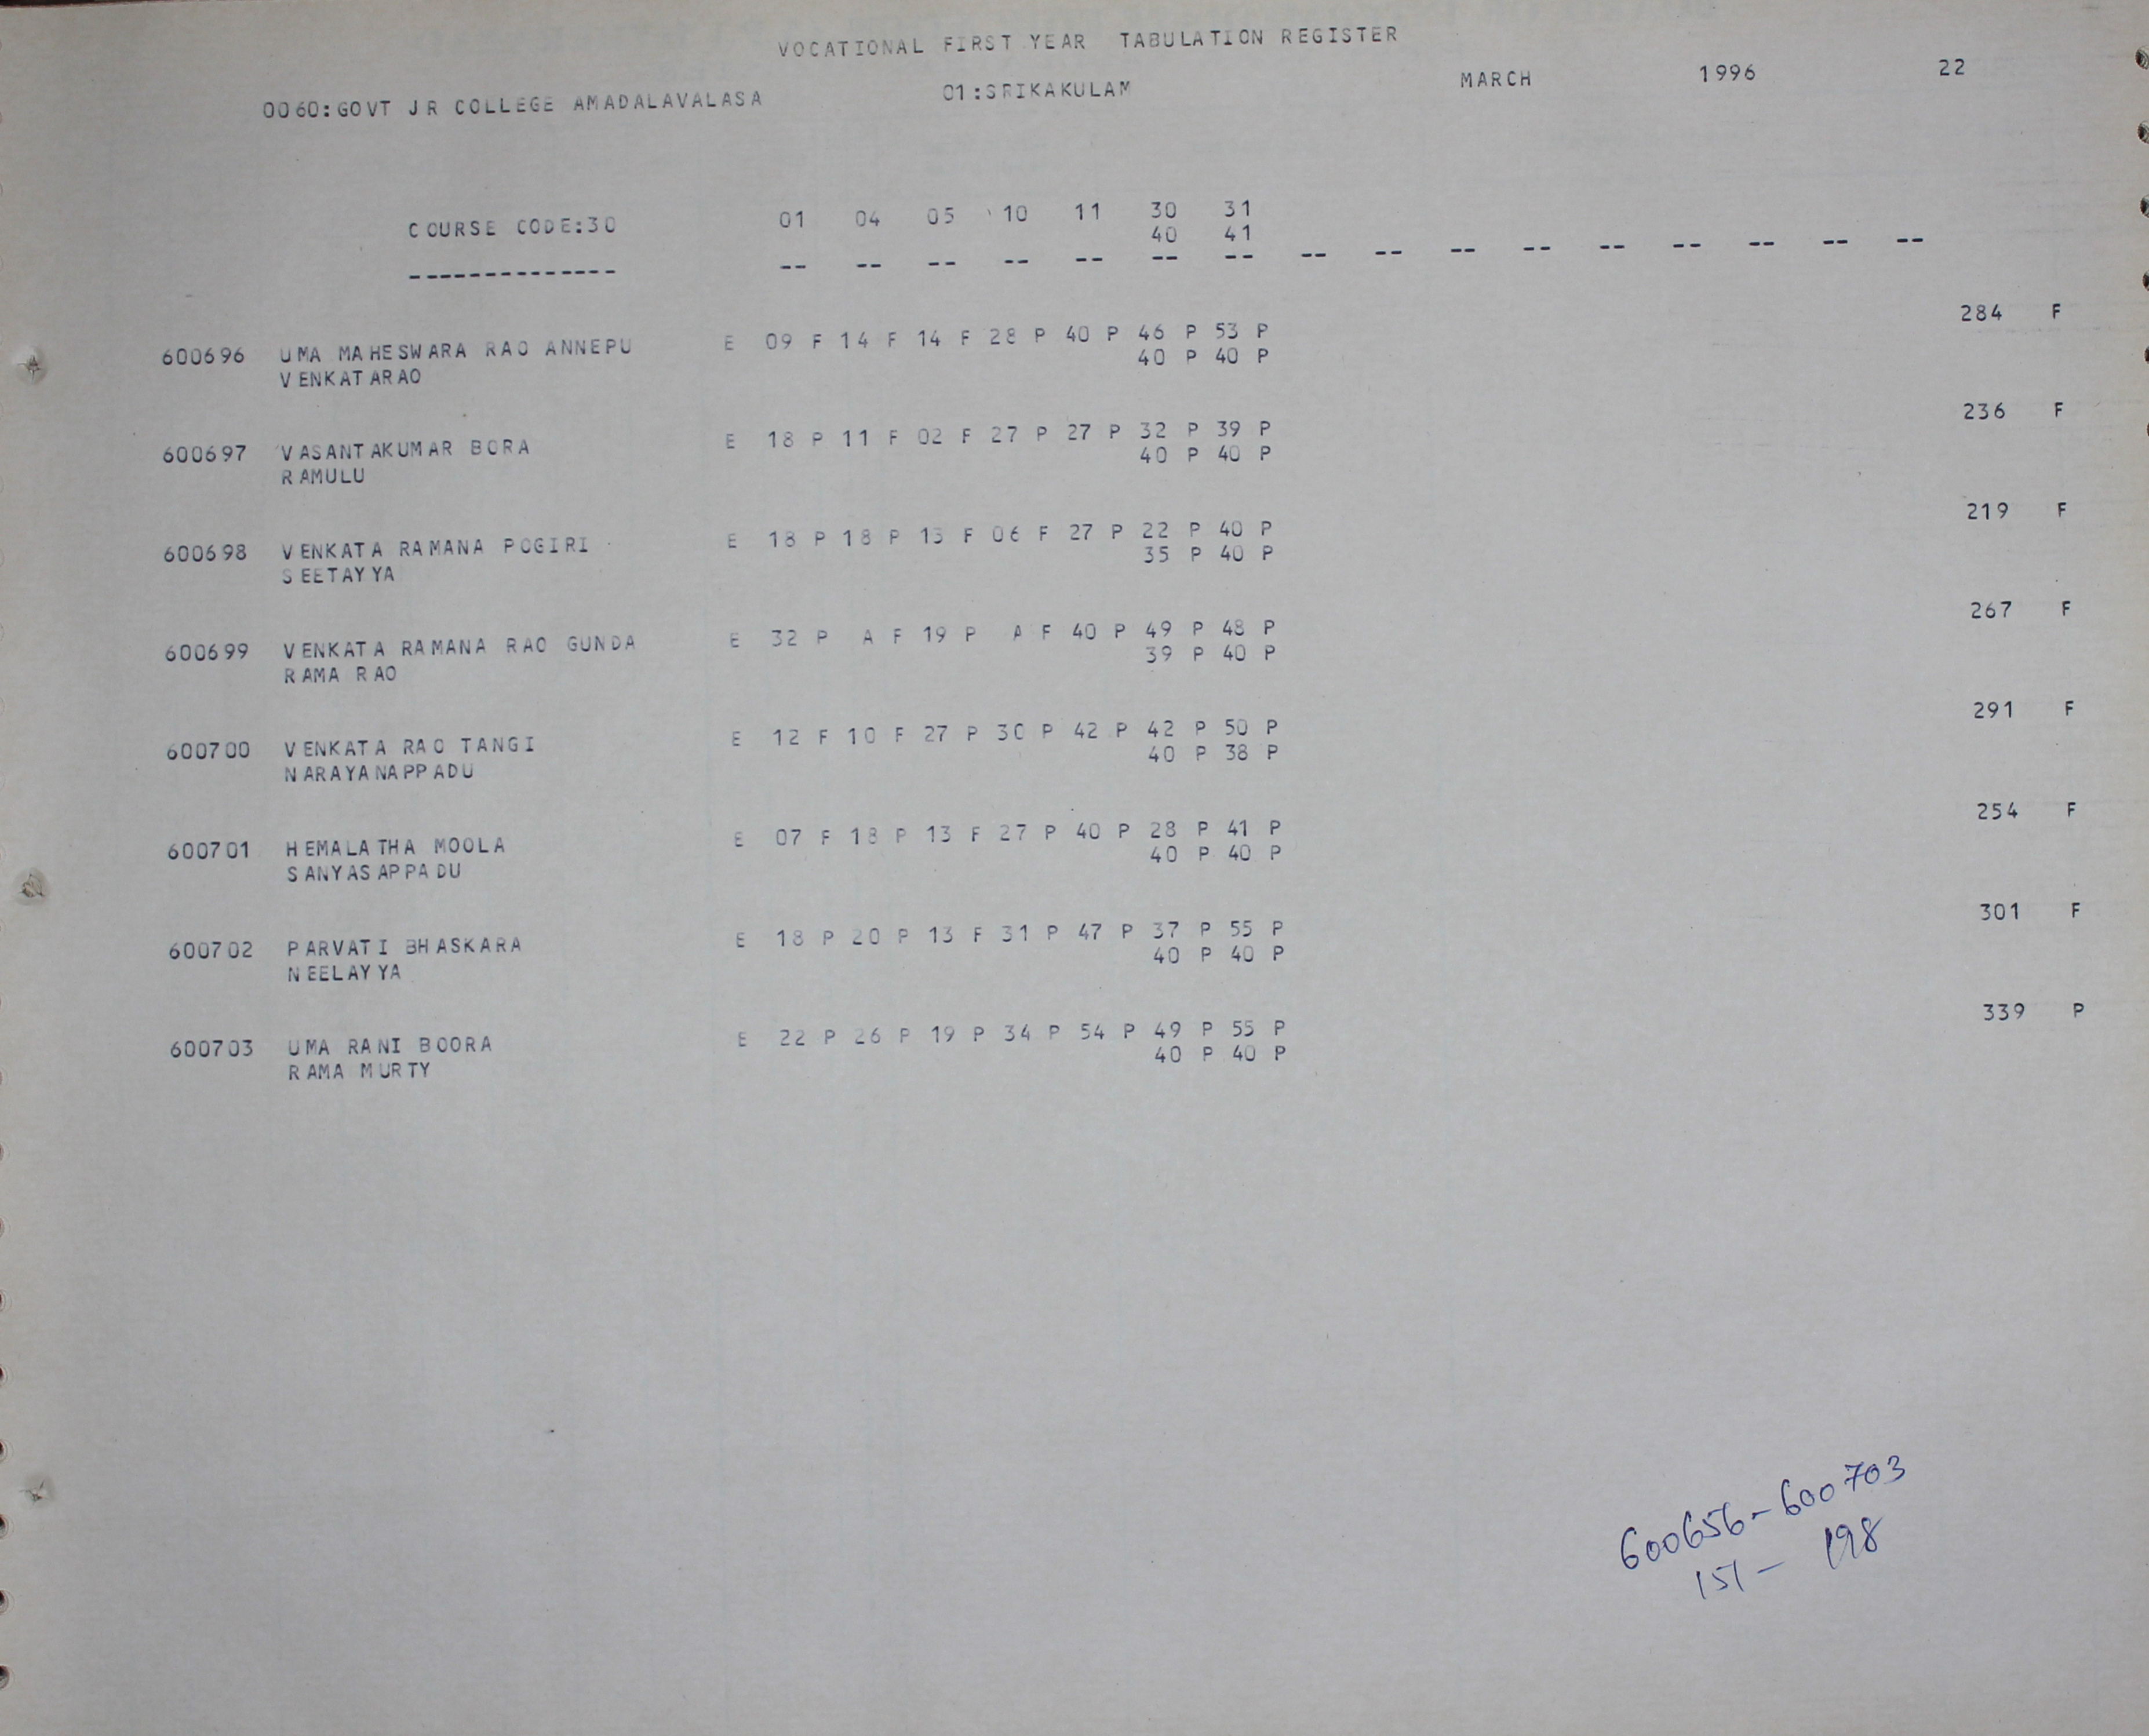 VOCATIONAL FIRST YEAR TABULATION REGISTER
0060:GOVT JR COLLEGE AMADALAVALASA 01:SRIKAKULAM MARCH 1996 22
COURSE CODE:30 01 04 05 10 11 30 31
40 41
-------------- -- -- -- -- -- -- -- -- -- -- -- -- -- -- -- -- 
600696 UMA MAHESWARA RAO ANNEPU E 09 F 14 F 14 F 28 P 40 P 46 P 53 P 284 F
VENKATARAO 40 P 40 P
600697 VASANTAKUMAR BORA E 18 P 11 F 02 F 27 P 27 P 32 P 39 P 236 F
RAMULU 40 P 40 P
600698 VENKATA RAMANA POGIRI E 18 P 18 P 13 F 06 F 27 P 22 P 40 P 219 F
SEETAYYA 35 P 40 P
600699 VENKATA RAMANA RAO GUNDA E 32 P A F 19 P A F 40 P 49 P 48 P 267 F
RAMA RAO 39 P 40 P
600700 VENKATA RAO TANGI E 12 F 10 F 27 P 30 P 42 P 42 P 50 P 291 F
NARAYANAPPADU 40 P 38 P
600701 HEMALATHA MOOLA E 07 F 18 P 13 F 27 P 40 P 28 P 41 P 254 F
SANYASAPPADU 40 P 40 P
600702 PARVATI BHASKARA E 18 P 20 P 13 F 31 P 47 P 37 P 55 P 301 F
NEELAYYA 40 P 40 P
600703 UMA RANI BOORA E 22 P 26 P 19 P 34 P 54 P 49 P 55 P 339 P
RAMA MURTY 40 P 40 P
600656-600703
151- 198